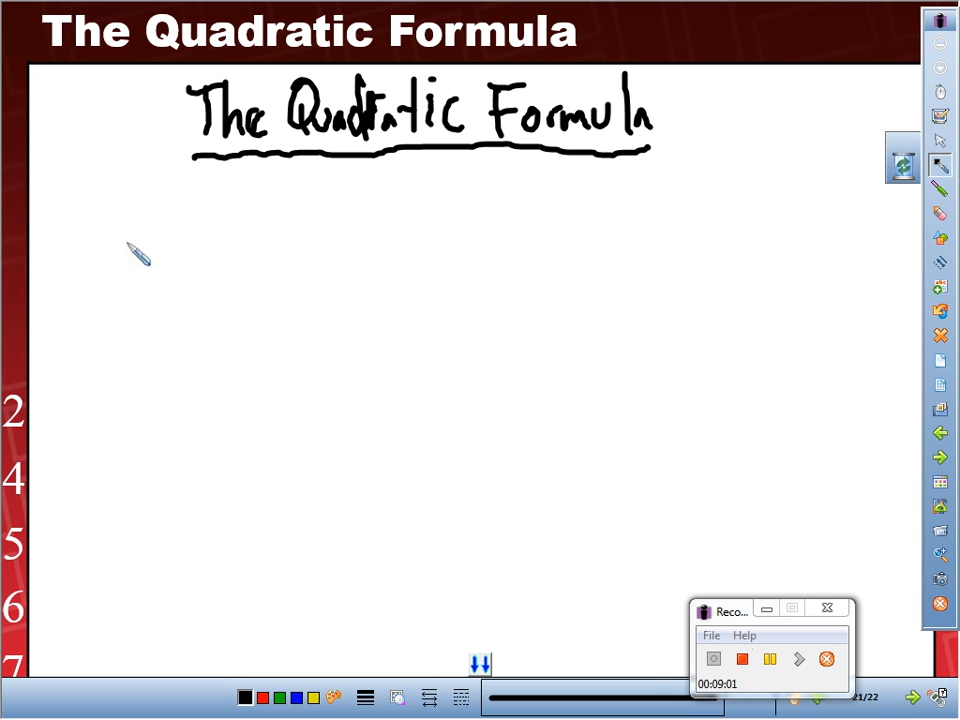 The Quadratic Formula
The Quadratic Formula
2
4
5
6
7
Reco...
File Help
00:09:01
21/22